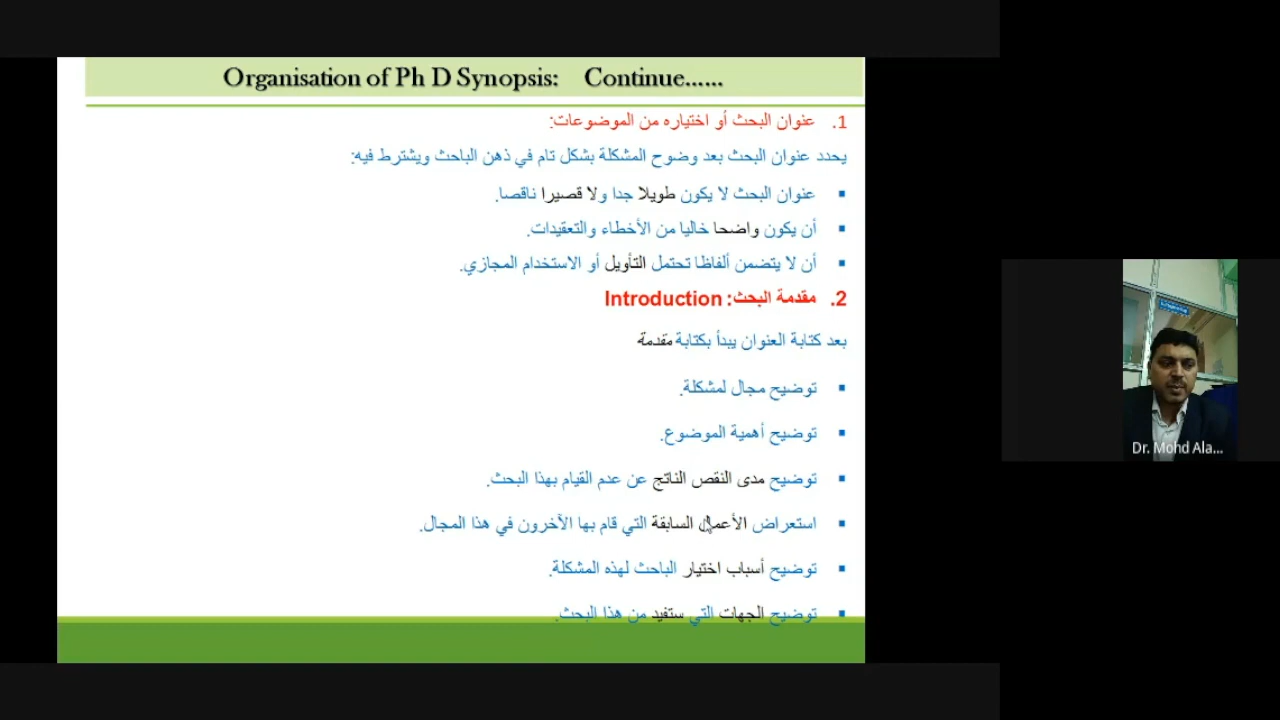 Organisation of Ph D Synopsis: Continue......
1. عنوان البحث أو اختياره من الموضوعات:
يحدد عنوان البحث بعد وضوح المشكلة بشكل تام في ذهن الباحث ويشترط فيه:
▪ عنوان البحث لا يكون طويلا جدا ولا قصيرا ناقصا.
▪ أن يكون واضحا خاليا من الأخطاء والتعقيدات.
▪ أن لا يتضمن ألفاظا تحتمل التأويل أو الاستخدام المجازي.
2. مقدمة البحث: Introduction
بعد كتابة العنوان يبدأ بكتابة مقدمة
▪ توضيح مجال لمشكلة.
▪ توضيح أهمية الموضوع.
▪ توضيح مدى النقص الناتج عن عدم القيام بهذا البحث.
▪ استعراض الأعمال السابقة التي قام بها الآخرون في هذا المجال.
▪ توضيح أسباب اختيار الباحث لهذه المشكلة.
▪ توضيح الجهات التي ستفيد من هذا البحث.
Dr. Mohd Ala...